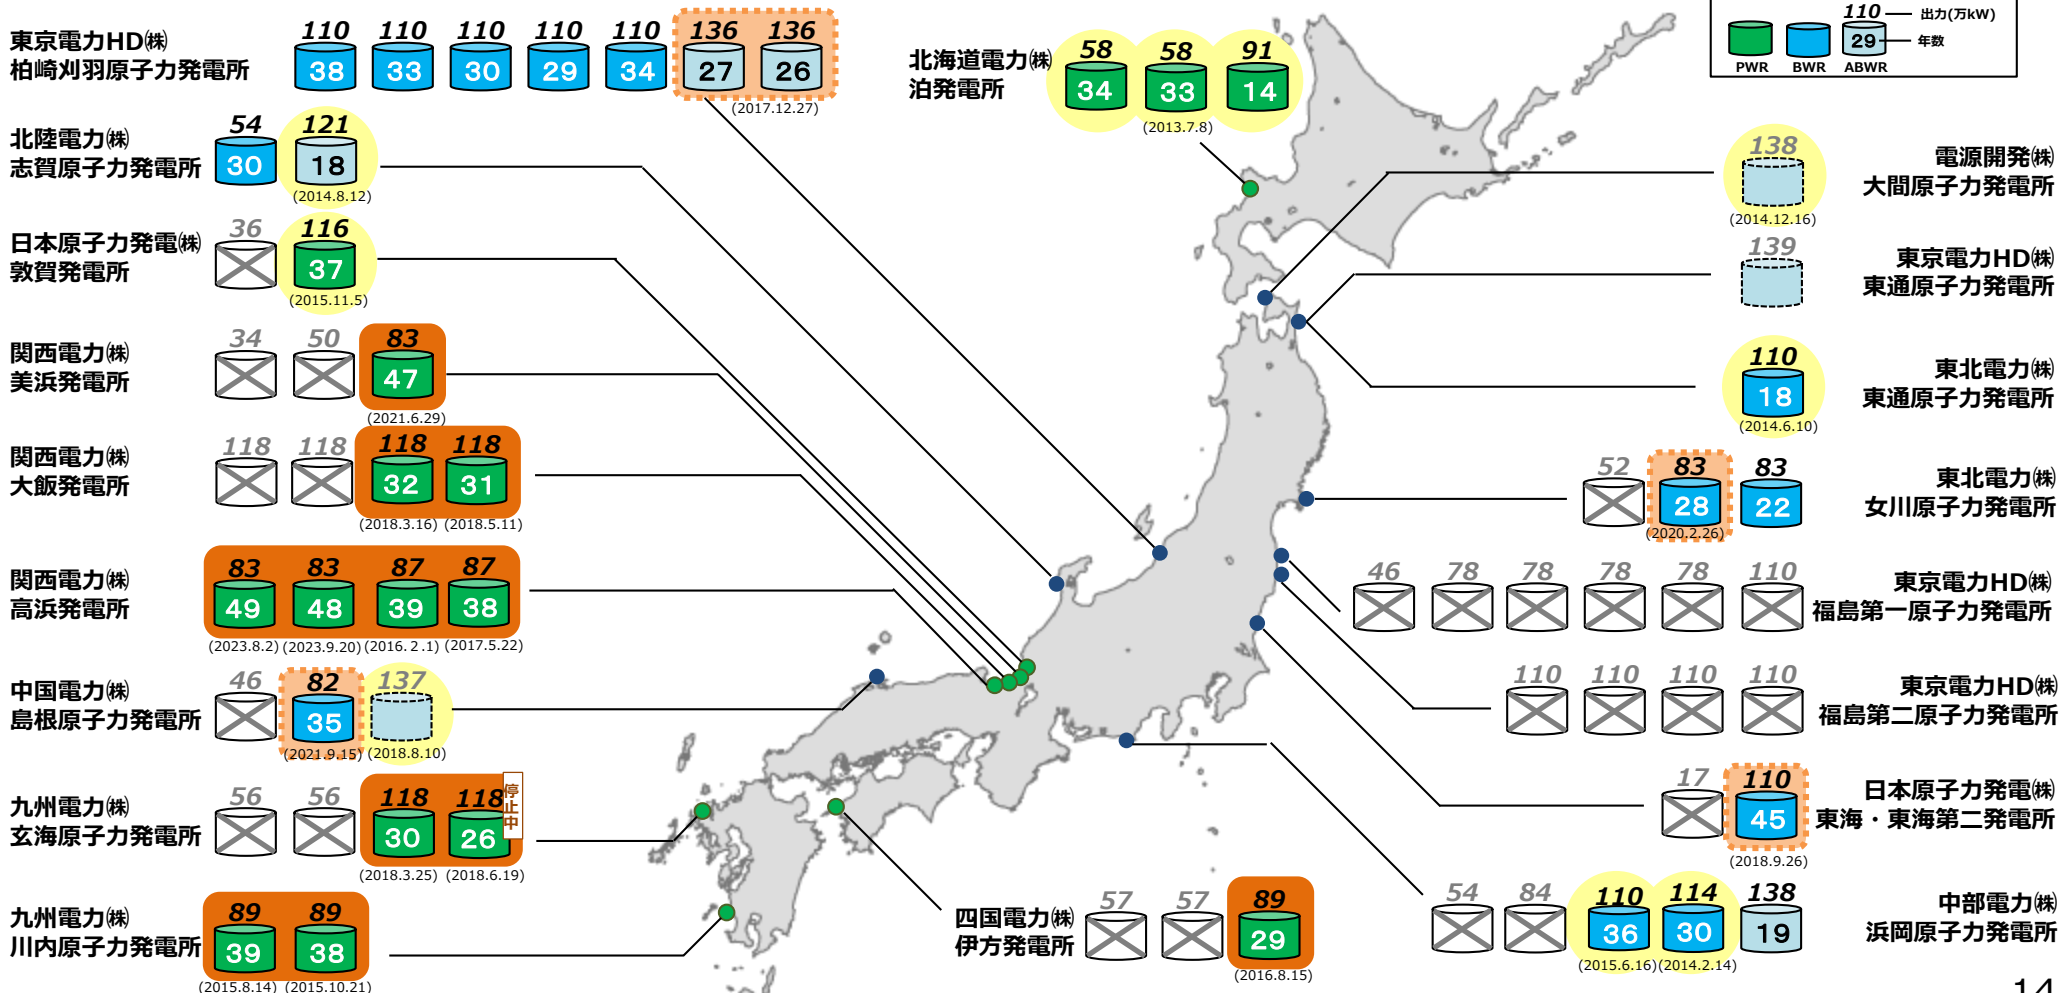 東京電力HD㈱
柏崎刈羽原子力発電所
110 110 110 110 110 136 136
38 33 30 29 34 27 26
(2017.12.27)
北陸電力㈱
志賀原子力発電所
54 121
30 18
(2014.8.12)
日本原子力発電㈱
敦賀発電所
36 116
37
(2015.11.5)
関西電力㈱
美浜発電所
34 50 83
47
(2021.6.29)
関西電力㈱
大飯発電所
118 118 118 118
32 31
(2018.3.16) (2018.5.11)
関西電力㈱
高浜発電所
83 83 87 87
49 48 39 38
(2023.8.2) (2023.9.20) (2016.2.1) (2017.5.22)
中国電力㈱
島根原子力発電所
46 82 137
35
(2021.9.15) (2018.8.10)
九州電力㈱
玄海原子力発電所
56 56 118 118
停止中
30 26
(2018.3.25) (2018.6.19)
九州電力㈱
川内原子力発電所
89 89
39 38
(2015.8.14) (2015.10.21)
北海道電力㈱
泊発電所
58 58 91
34 33 14
(2013.7.8)
110 出力(万kW)
29 年数
PWR BWR ABWR
電源開発㈱
大間原子力発電所
138
(2014.12.16)
東京電力HD㈱
東通原子力発電所
139
東北電力㈱
東通原子力発電所
110
18
(2014.6.10)
東北電力㈱
女川原子力発電所
52 83 83
28 22
(2020.2.26)
東京電力HD㈱
福島第一原子力発電所
46 78 78 78 78 110
東京電力HD㈱
福島第二原子力発電所
110 110 110 110
日本原子力発電㈱
東海・東海第二発電所
17 110
45
(2018.9.26)
中部電力㈱
浜岡原子力発電所
54 84 110 114 138
36 30 19
(2015.6.16) (2014.2.14)
四国電力㈱
伊方発電所
57 57 89
29
(2016.8.15)
14